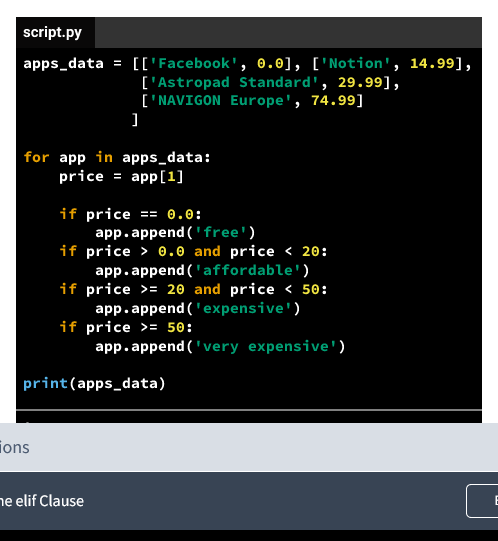 script.py
apps_data = [['Facebook', 0.0], ['Notion', 14.99],
             ['Astropad Standard', 29.99],
             ['NAVIGON Europe', 74.99]
            ]
for app in apps_data:
    price = app[1]
    if price == 0.0:
        app.append('free')
    if price > 0.0 and price < 20:
        app.append('affordable')
    if price >= 20 and price < 50:
        app.append('expensive')
    if price >= 50:
        app.append('very expensive')
print(apps_data)
ions
he elif Clause